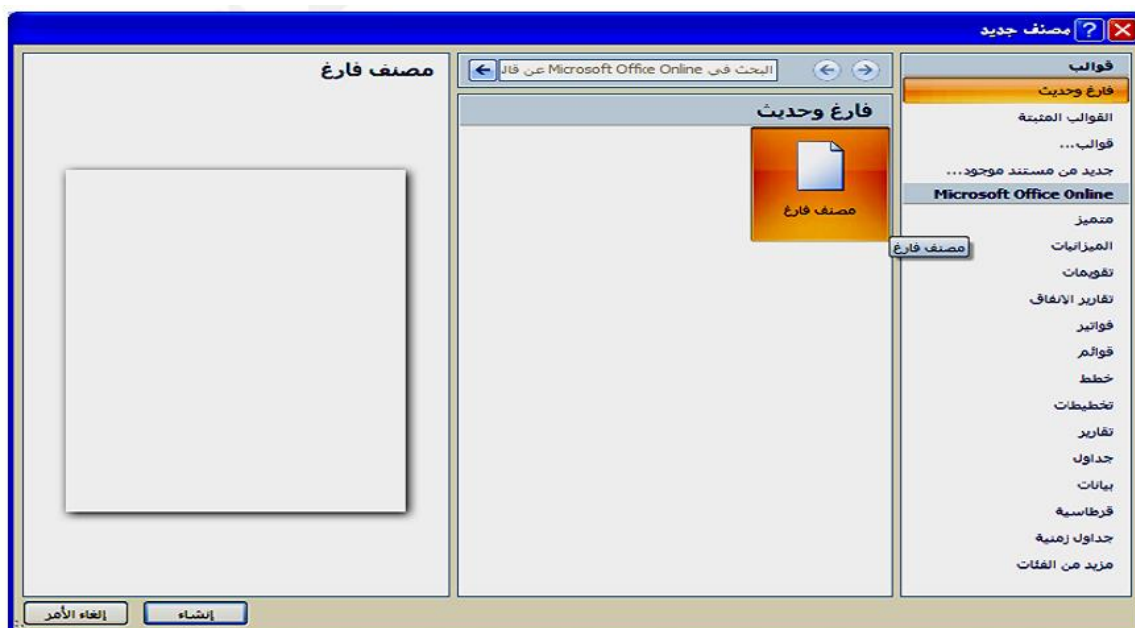 مصنف جديد
قوالب
فارغ وحديث
القوالب المثبتة
قوالب...
جديد من مستند موجود...
Microsoft Office Online
متميز
الميزانيات
تقويمات
تقارير الإنفاق
فواتير
قوائم
خطط
تخطيطات
تقارير
جداول
بيانات
قرطاسية
جداول زمنية
مزيد من الفئات
البحث في Microsoft Office Online عن قال
فارغ وحديث
مصنف فارغ
مصنف فارغ
مصنف فارغ
إنشاء
إلغاء الأمر